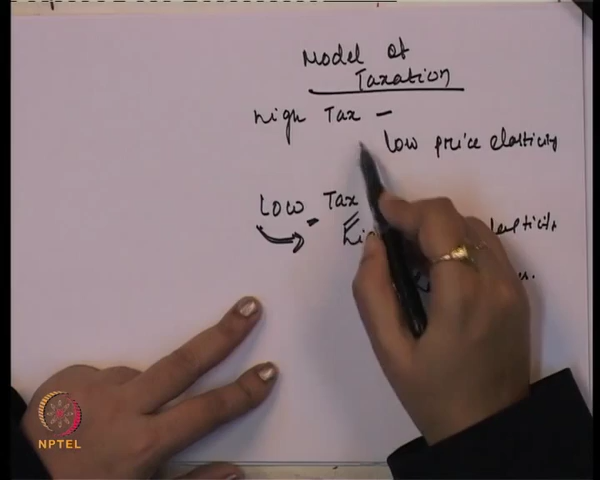 Model of
Taxation
High Tax -
Low price elasticity
Low - Tax
NPTEL